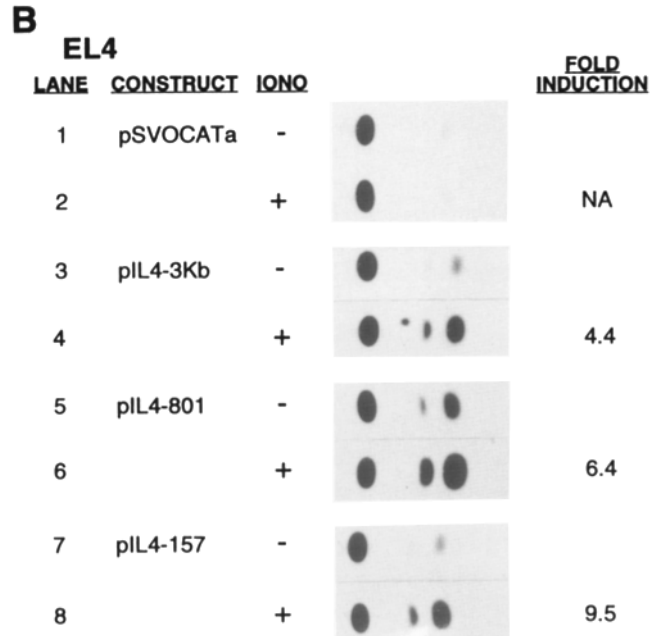 B
EL4
LANE CONSTRUCT IONO FOLD INDUCTION
1 pSVOCATa -
2 + NA
3 pIL4-3Kb -
4 + 4.4
5 pIL4-801 -
6 + 6.4
7 pIL4-157 -
8 + 9.5